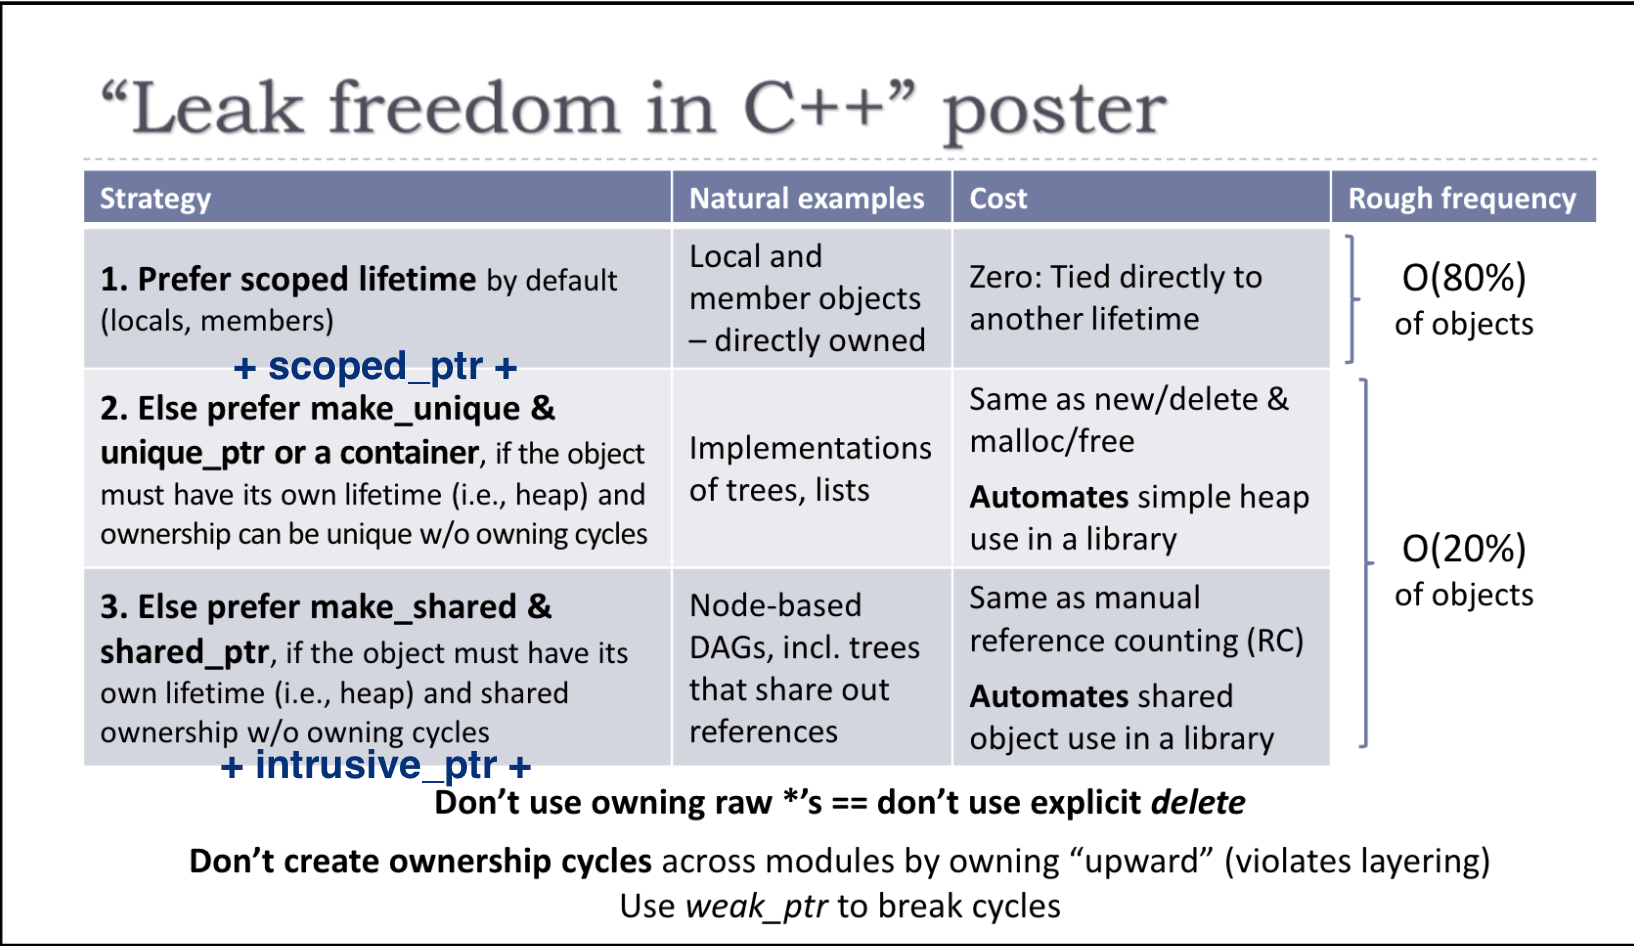 “Leak freedom in C++” poster
Strategy
Natural examples
Cost
Rough frequency
1. Prefer scoped lifetime by default
(locals, members)
Local and
member objects
– directly owned
Zero: Tied directly to
another lifetime
O(80%)
of objects
+ scoped_ptr +
2. Else prefer make_unique &
unique_ptr or a container, if the object
must have its own lifetime (i.e., heap) and
ownership can be unique w/o owning cycles
Implementations
of trees, lists
Same as new/delete &
malloc/free
Automates simple heap
use in a library
O(20%)
of objects
3. Else prefer make_shared &
shared_ptr, if the object must have its
own lifetime (i.e., heap) and shared
ownership w/o owning cycles
Node-based
DAGs, incl. trees
that share out
references
Same as manual
reference counting (RC)
Automates shared
object use in a library
+ intrusive_ptr +
Don’t use owning raw *’s == don’t use explicit delete
Don’t create ownership cycles across modules by owning “upward” (violates layering)
Use weak_ptr to break cycles